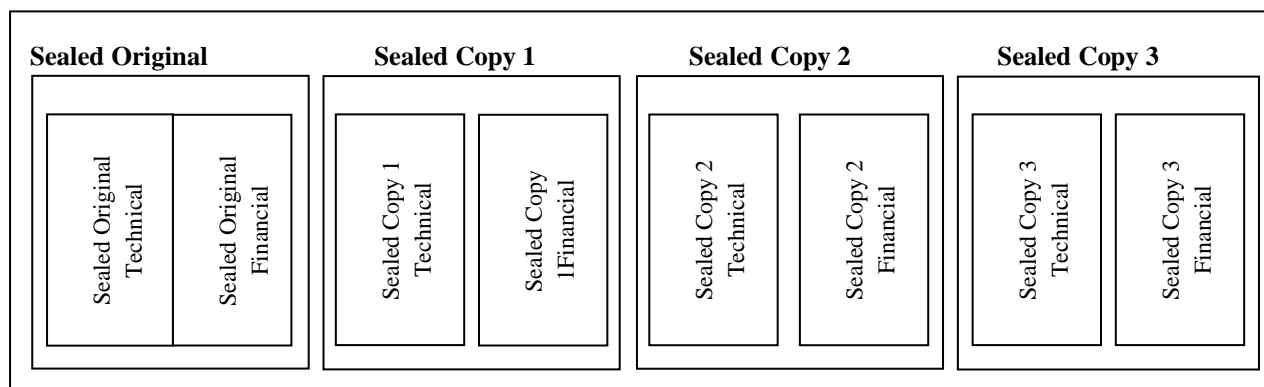 Sealed Original
Sealed Copy 1
Sealed Copy 2
Sealed Copy 3
Sealed Original
Technical
Sealed Original
Financial
Sealed Copy 1
Technical
Sealed Copy
1Financial
Sealed Copy 2
Technical
Sealed Copy 2
Financial
Sealed Copy 3
Technical
Sealed Copy 3
Financial